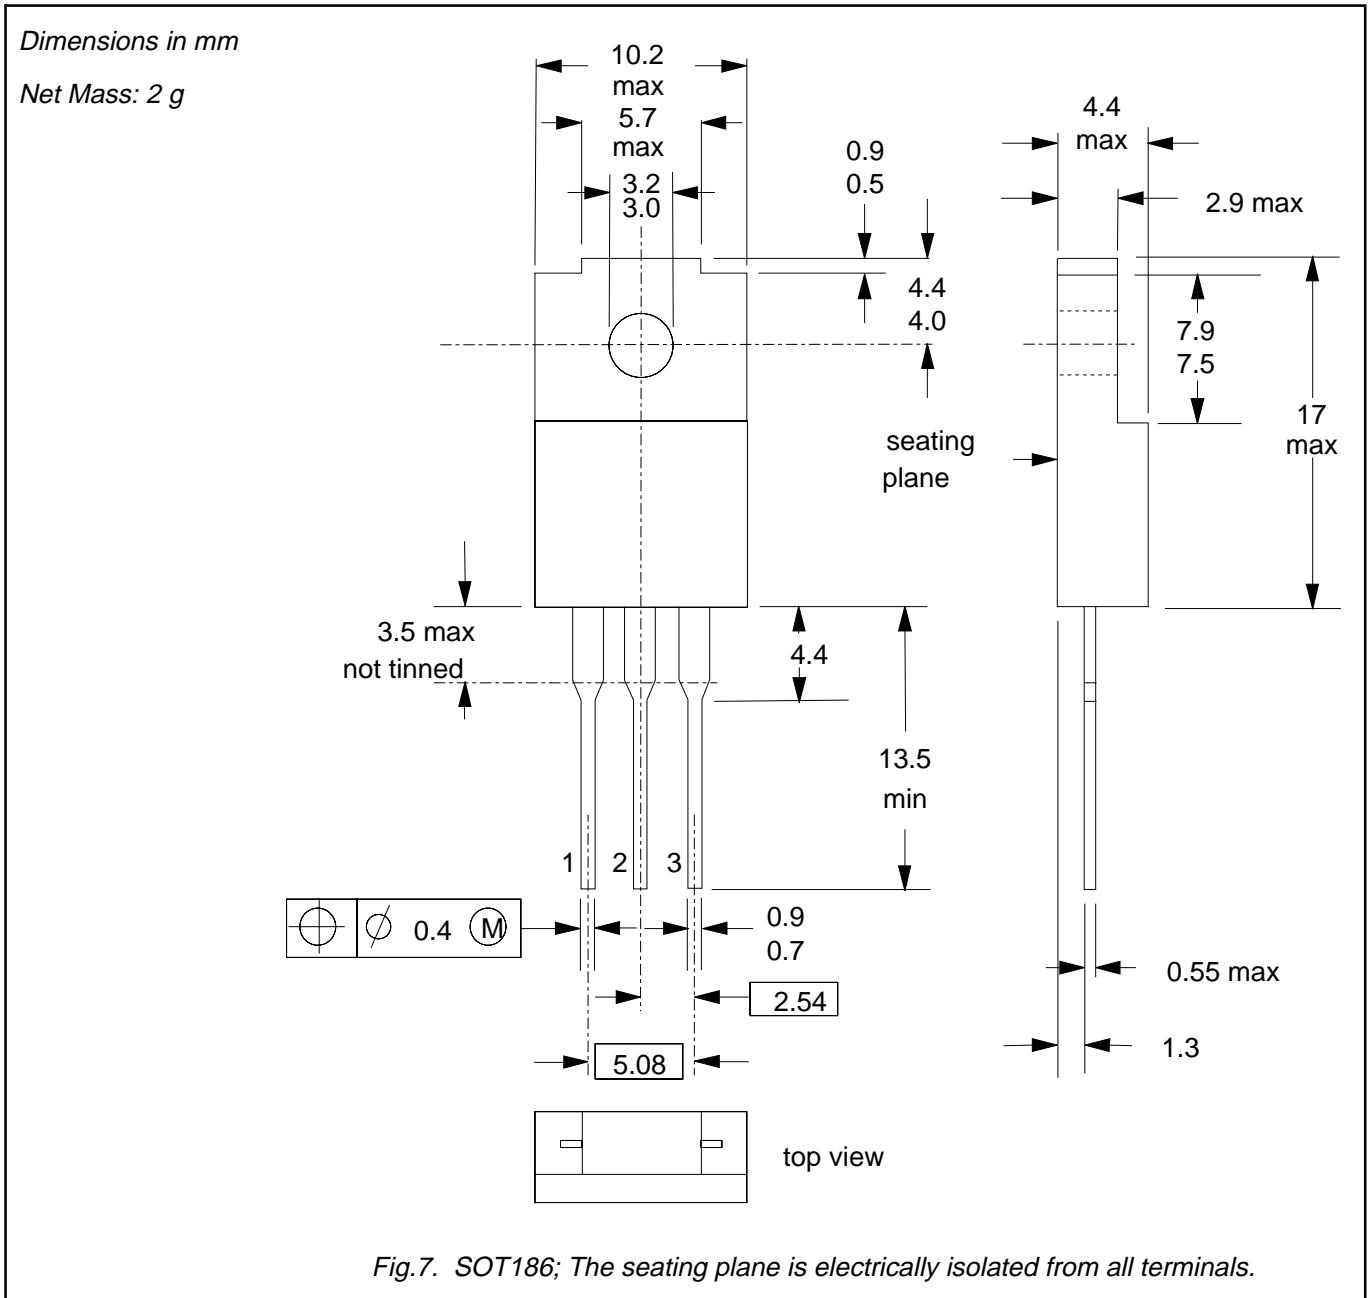 Dimensions in mm
Net Mass: 2 g
10.2
max
5.7
max
3.2
3.0
0.9
0.5
4.4
4.0
4.4
max
2.9 max
7.9
7.5
17
max
seating
plane
3.5 max
not tinned
4.4
13.5
min
1 2 3
0.4 M
0.9
0.7
2.54
5.08
0.55 max
1.3
top view
Fig.7. SOT186; The seating plane is electrically isolated from all terminals.